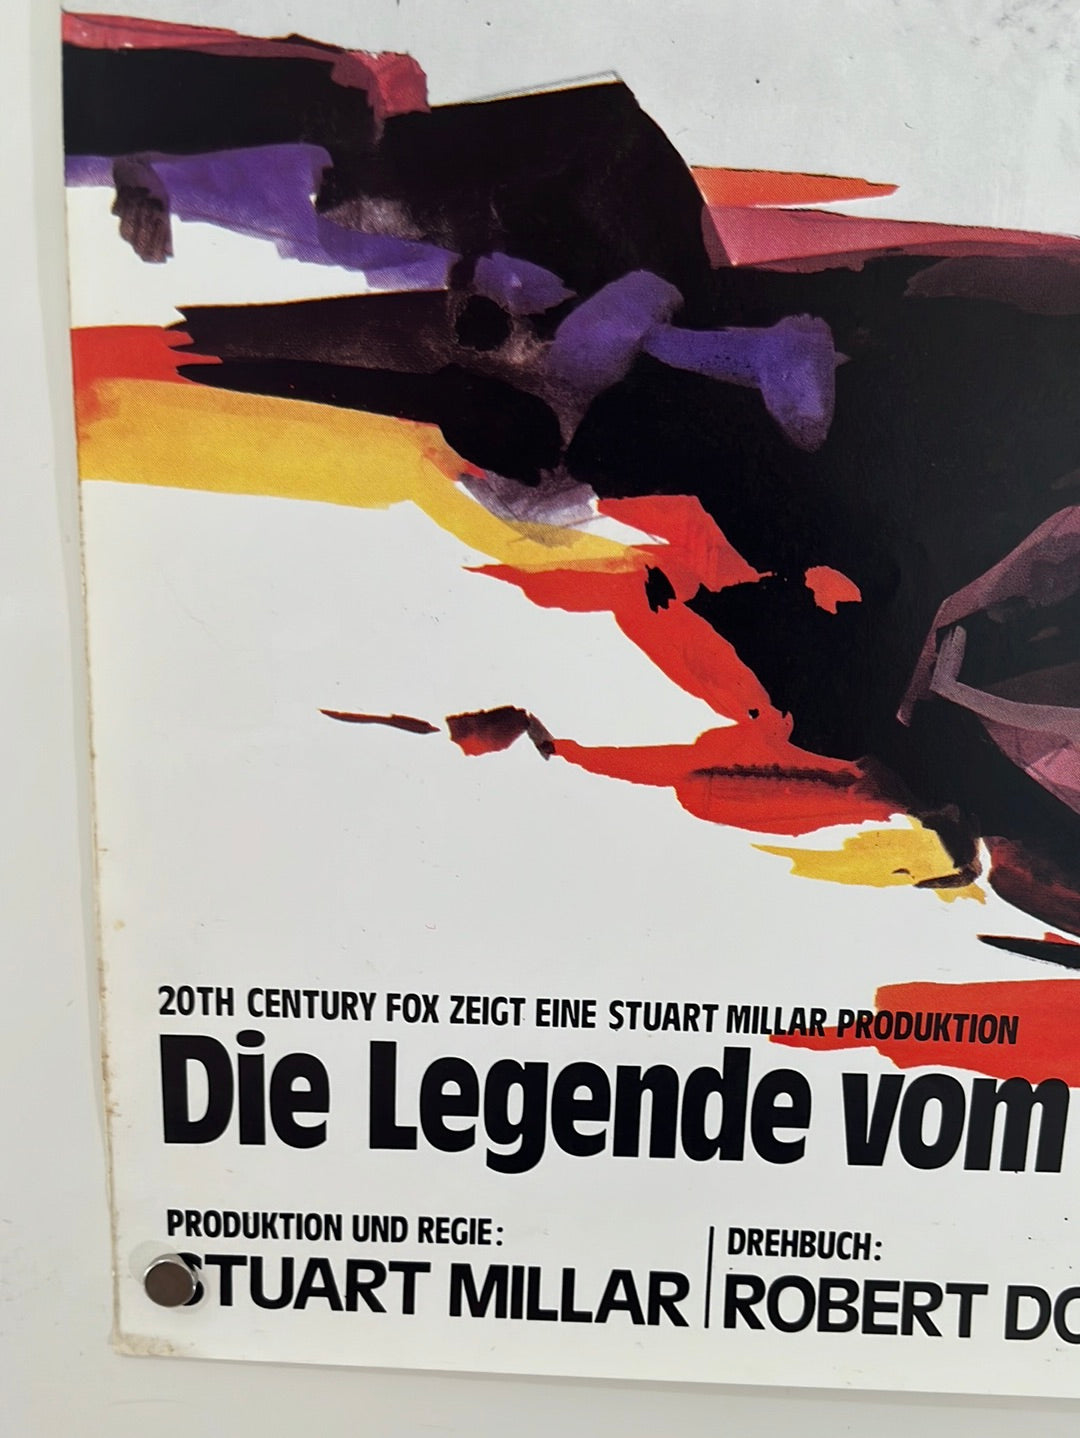 20TH CENTURY FOX ZEIGT EINE STUART MILLAR PRODUKTION
Die Legende vom
PRODUKTION UND REGIE:
STUART MILLAR
DREHBUCH:
ROBERT DO